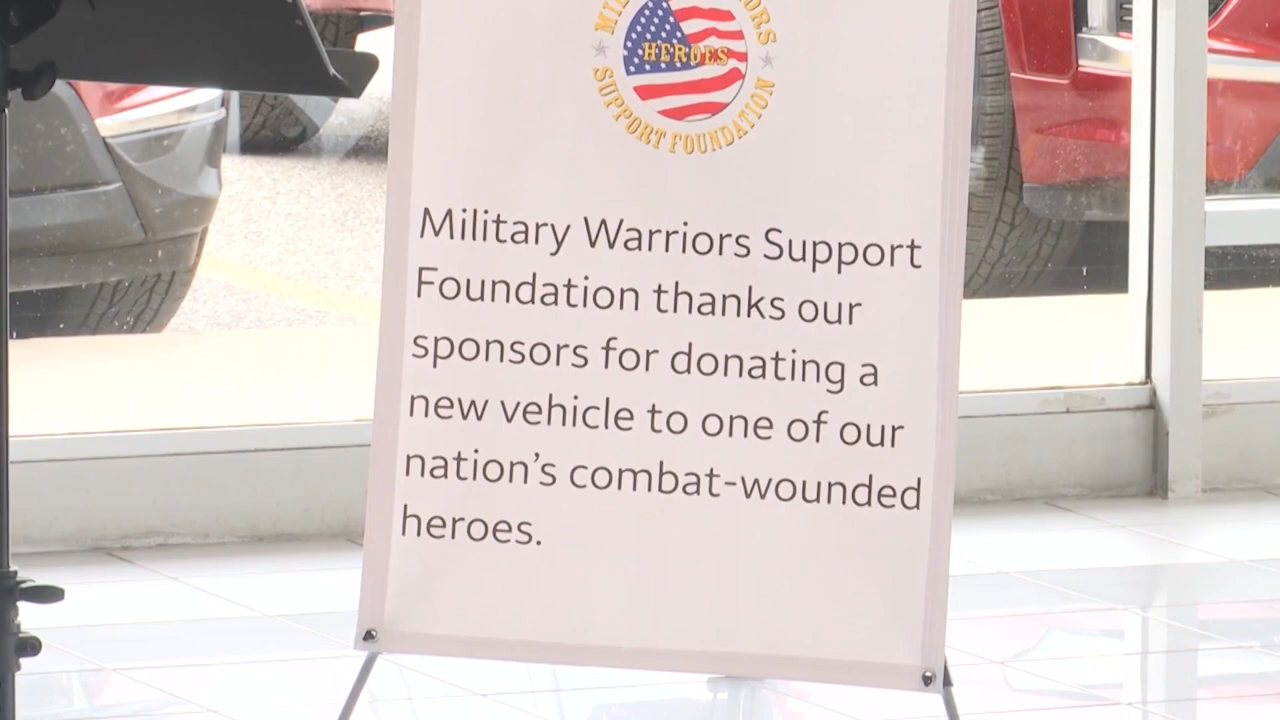 HEROES
SUPPORT FOUNDATION
Military Warriors Support
Foundation thanks our
sponsors for donating a
new vehicle to one of our
nation's combat-wounded
heroes.